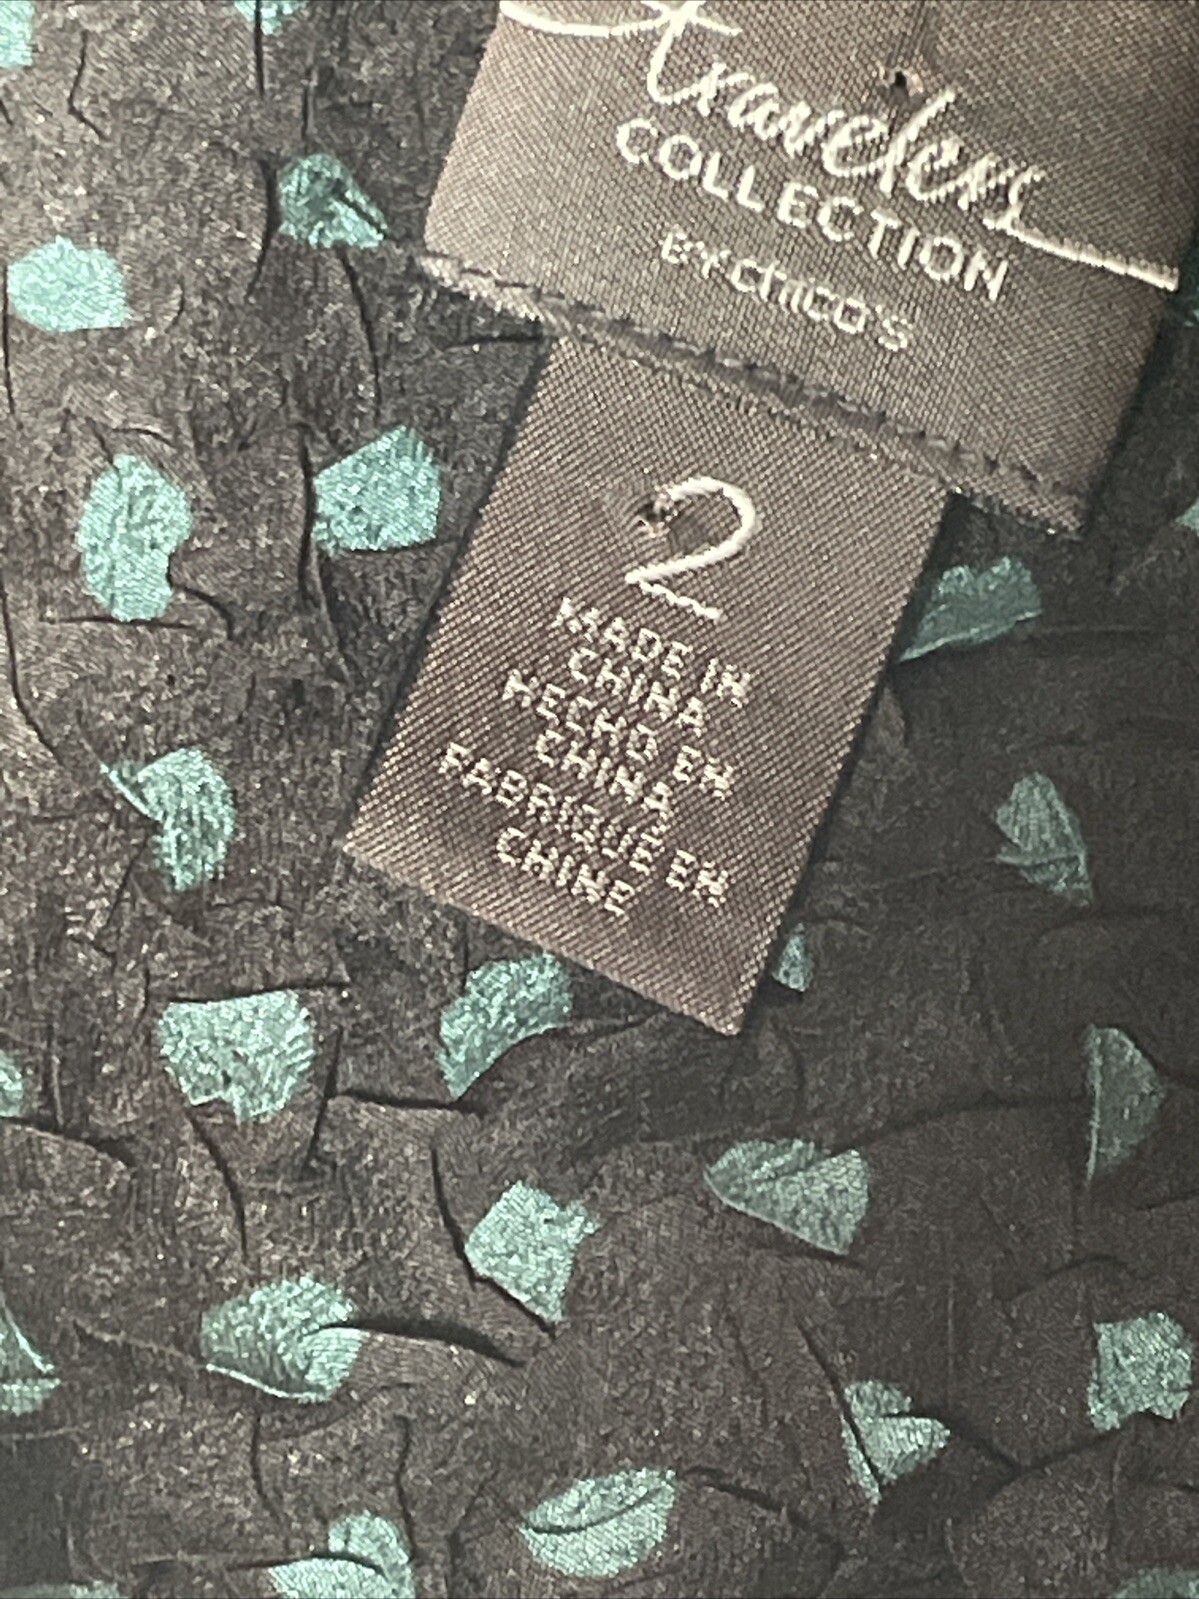 travelers
COLLECTION
BY CHICO'S
2
MADE IN
CHINA
HECHO EN
CHINA
FABRIQUE EN
CHINE